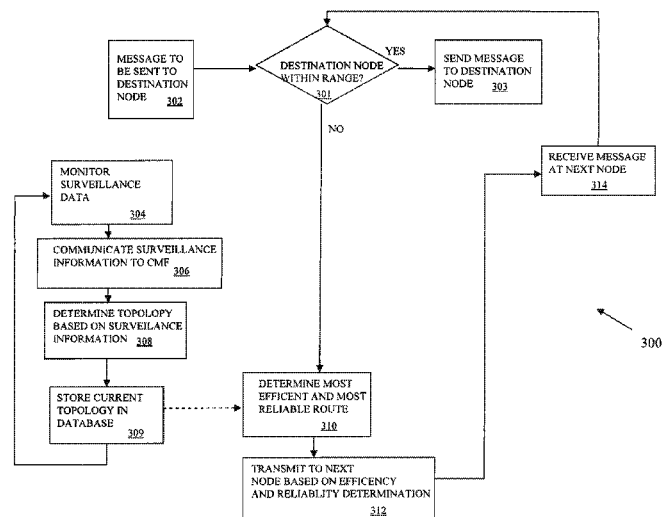 MESSAGE TO
BE SENT TO
DESTINATION
NODE
302
DESTINATION NODE
WITHIN RANGE?
301
YES
NO
SEND MESSAGE
TO DESTINATION
NODE
303
RECEIVE MESSAGE
AT NEXT NODE
314
MONITOR
SURVEILLANCE
DATA
304
COMMUNICATE SURVEILLANCE
INFORMATION TO CMF
306
DETERMINE TOPOLOPY
BASED ON SURVEILANCE
INFORMATION 308
STORE CURRENT
TOPOLOGY IN
DATABASE
309
DETERMINE MOST
EFFICENT AND MOST
RELIABLE ROUTE
310
TRANSMIT TO NEXT
NODE BASED ON EFFICENCY
AND RELIABLITY DETERMINATION
312
300